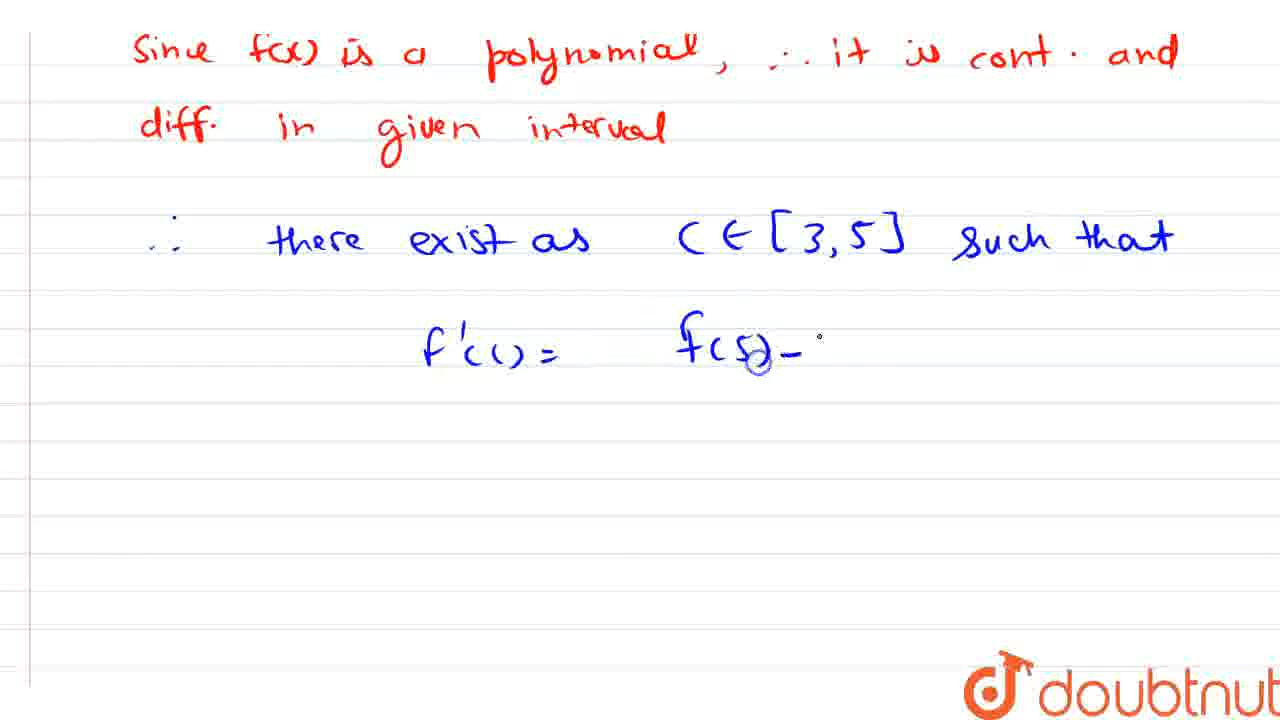 Since f(x) is a polynomial, ∴ it is cont. and
diff. in given interval
∴ there exist as C ∈ [3,5] such that
f'(c) = f(5) -
doubtnut